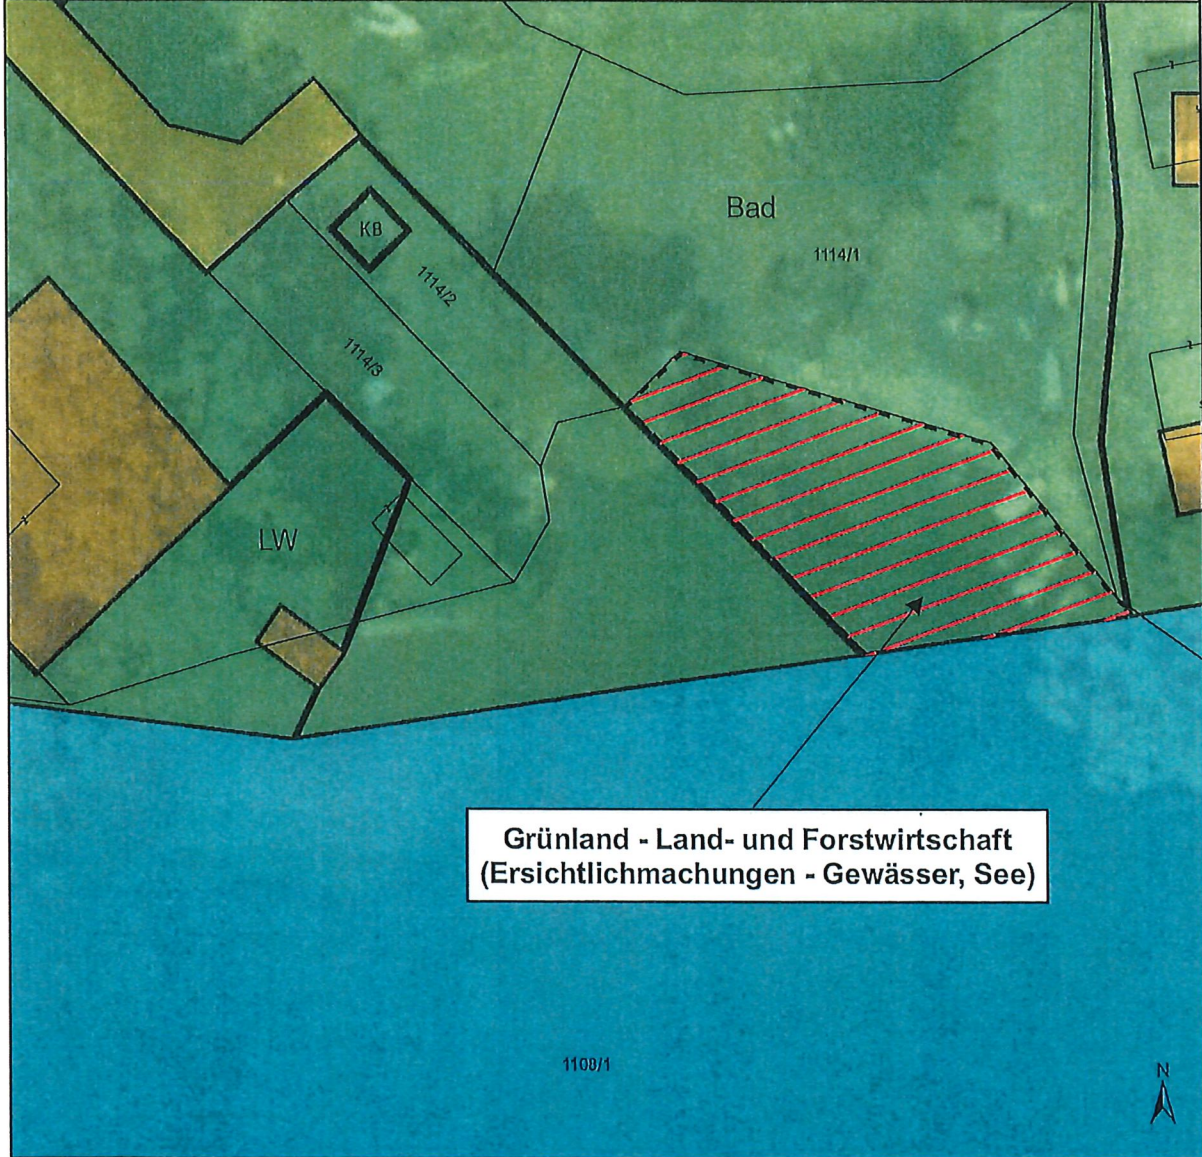 Bad
KB
1114/1
1114/2
1114/3
LW
Grünland - Land- und Forstwirtschaft
(Ersichtlichmachungen - Gewässer, See)
1108/1
N